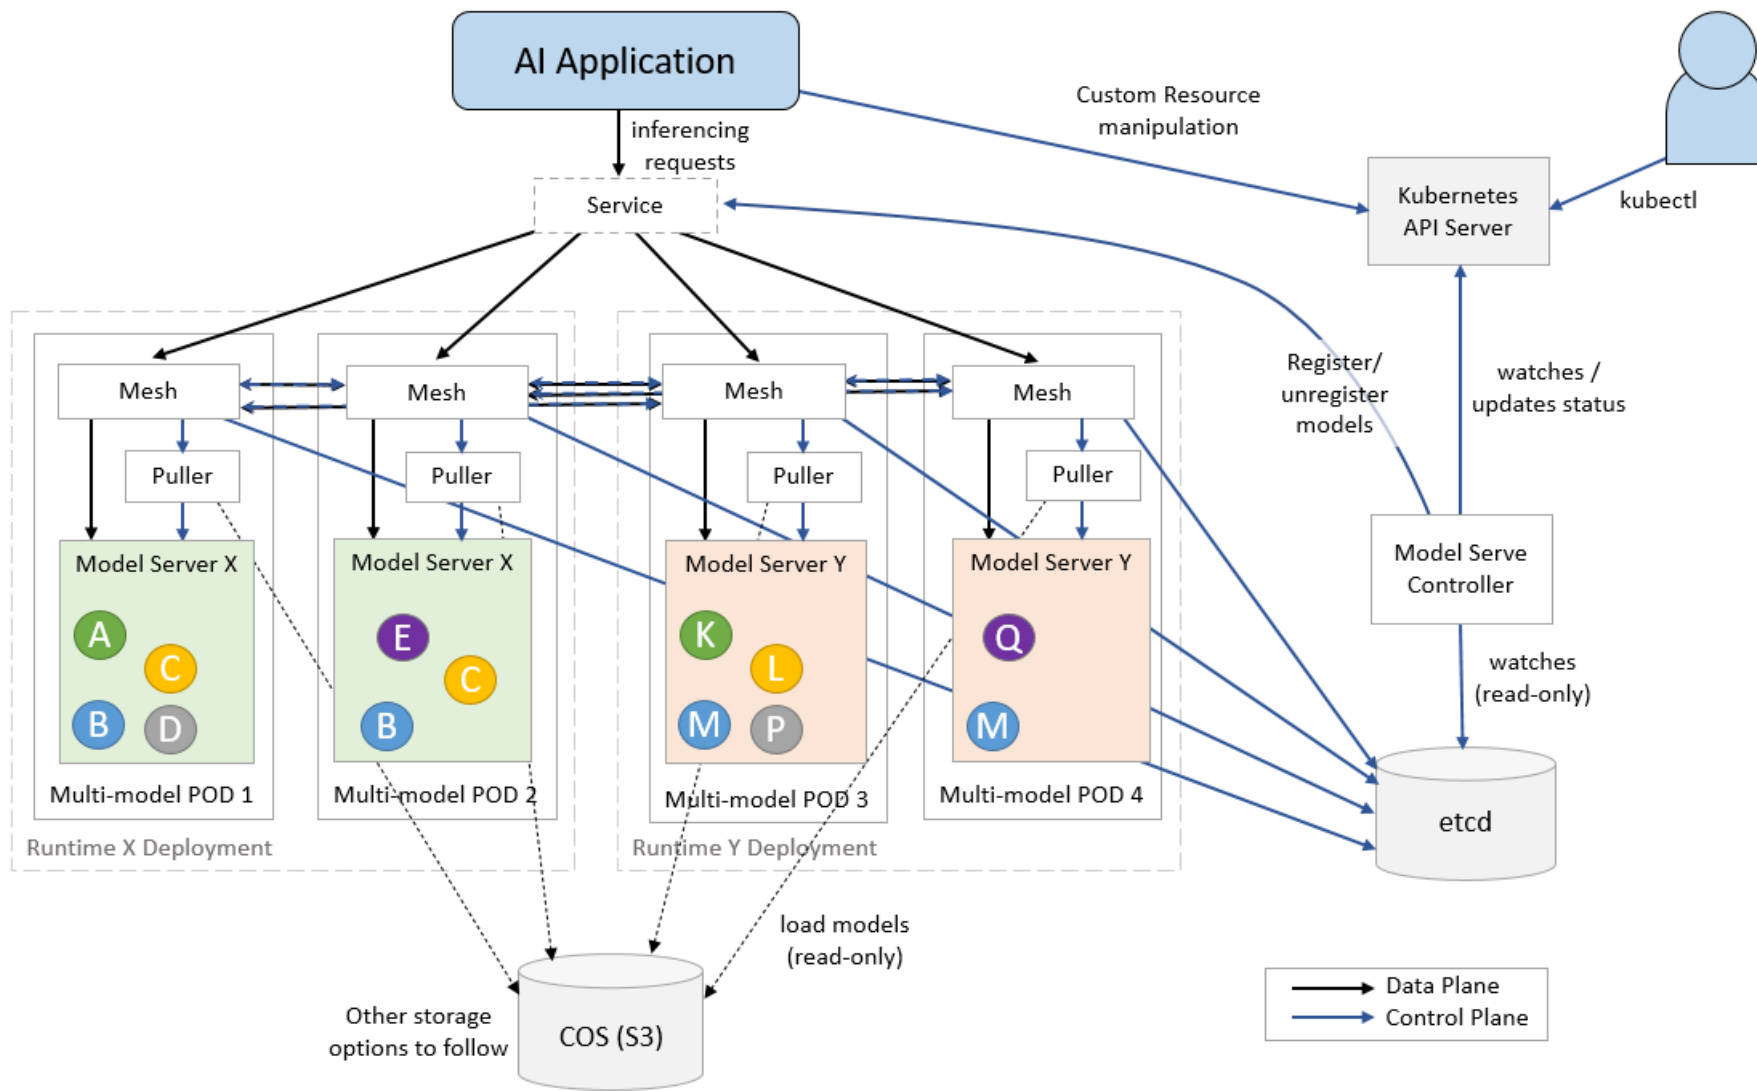 AI Application
inferencing
requests
Custom Resource
manipulation
Kubernetes
API Server
kubectl
Service
Register/
unregister
models
watches /
updates status
Mesh
Mesh
Mesh
Mesh
Puller
Puller
Puller
Puller
Model Serve
Controller
Model Server X
A
C
B
D
Model Server X
E
C
B
Model Server Y
K
L
M
P
Model Server Y
Q
M
watches
(read-only)
Multi-model POD 1
Multi-model POD 2
Multi-model POD 3
Multi-model POD 4
Runtime X Deployment
Runtime Y Deployment
etcd
load models
(read-only)
Other storage
options to follow
COS (S3)
Data Plane
Control Plane